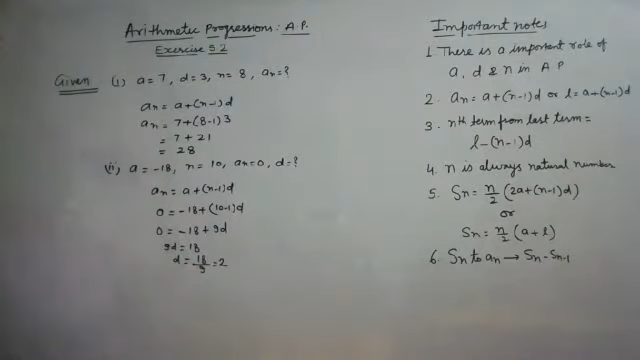 Arithmetic Progressions: A.P.
Exercise 5.2
Given (i) a = 7, d = 3, n = 8, an = ?
an = a + (n-1)d
an = 7 + (8-1)3
= 7 + 21
= 28
(ii) a = -18, n = 10, an = 0, d = ?
an = a + (n-1)d
0 = -18 + (10-1)d
0 = -18 + 9d
9d = 18
d = 18/9 = 2
Important notes
1. There is a important role of
a, d & n in A P
2. an = a + (n-1)d or l = a + (n-1)d
3. nth term from last term =
l - (n-1)d
4. n is always natural number
5. Sn = n/2 (2a + (n-1)d)
or
Sn = n/2 (a + l)
6. Sn to an → Sn - Sn-1